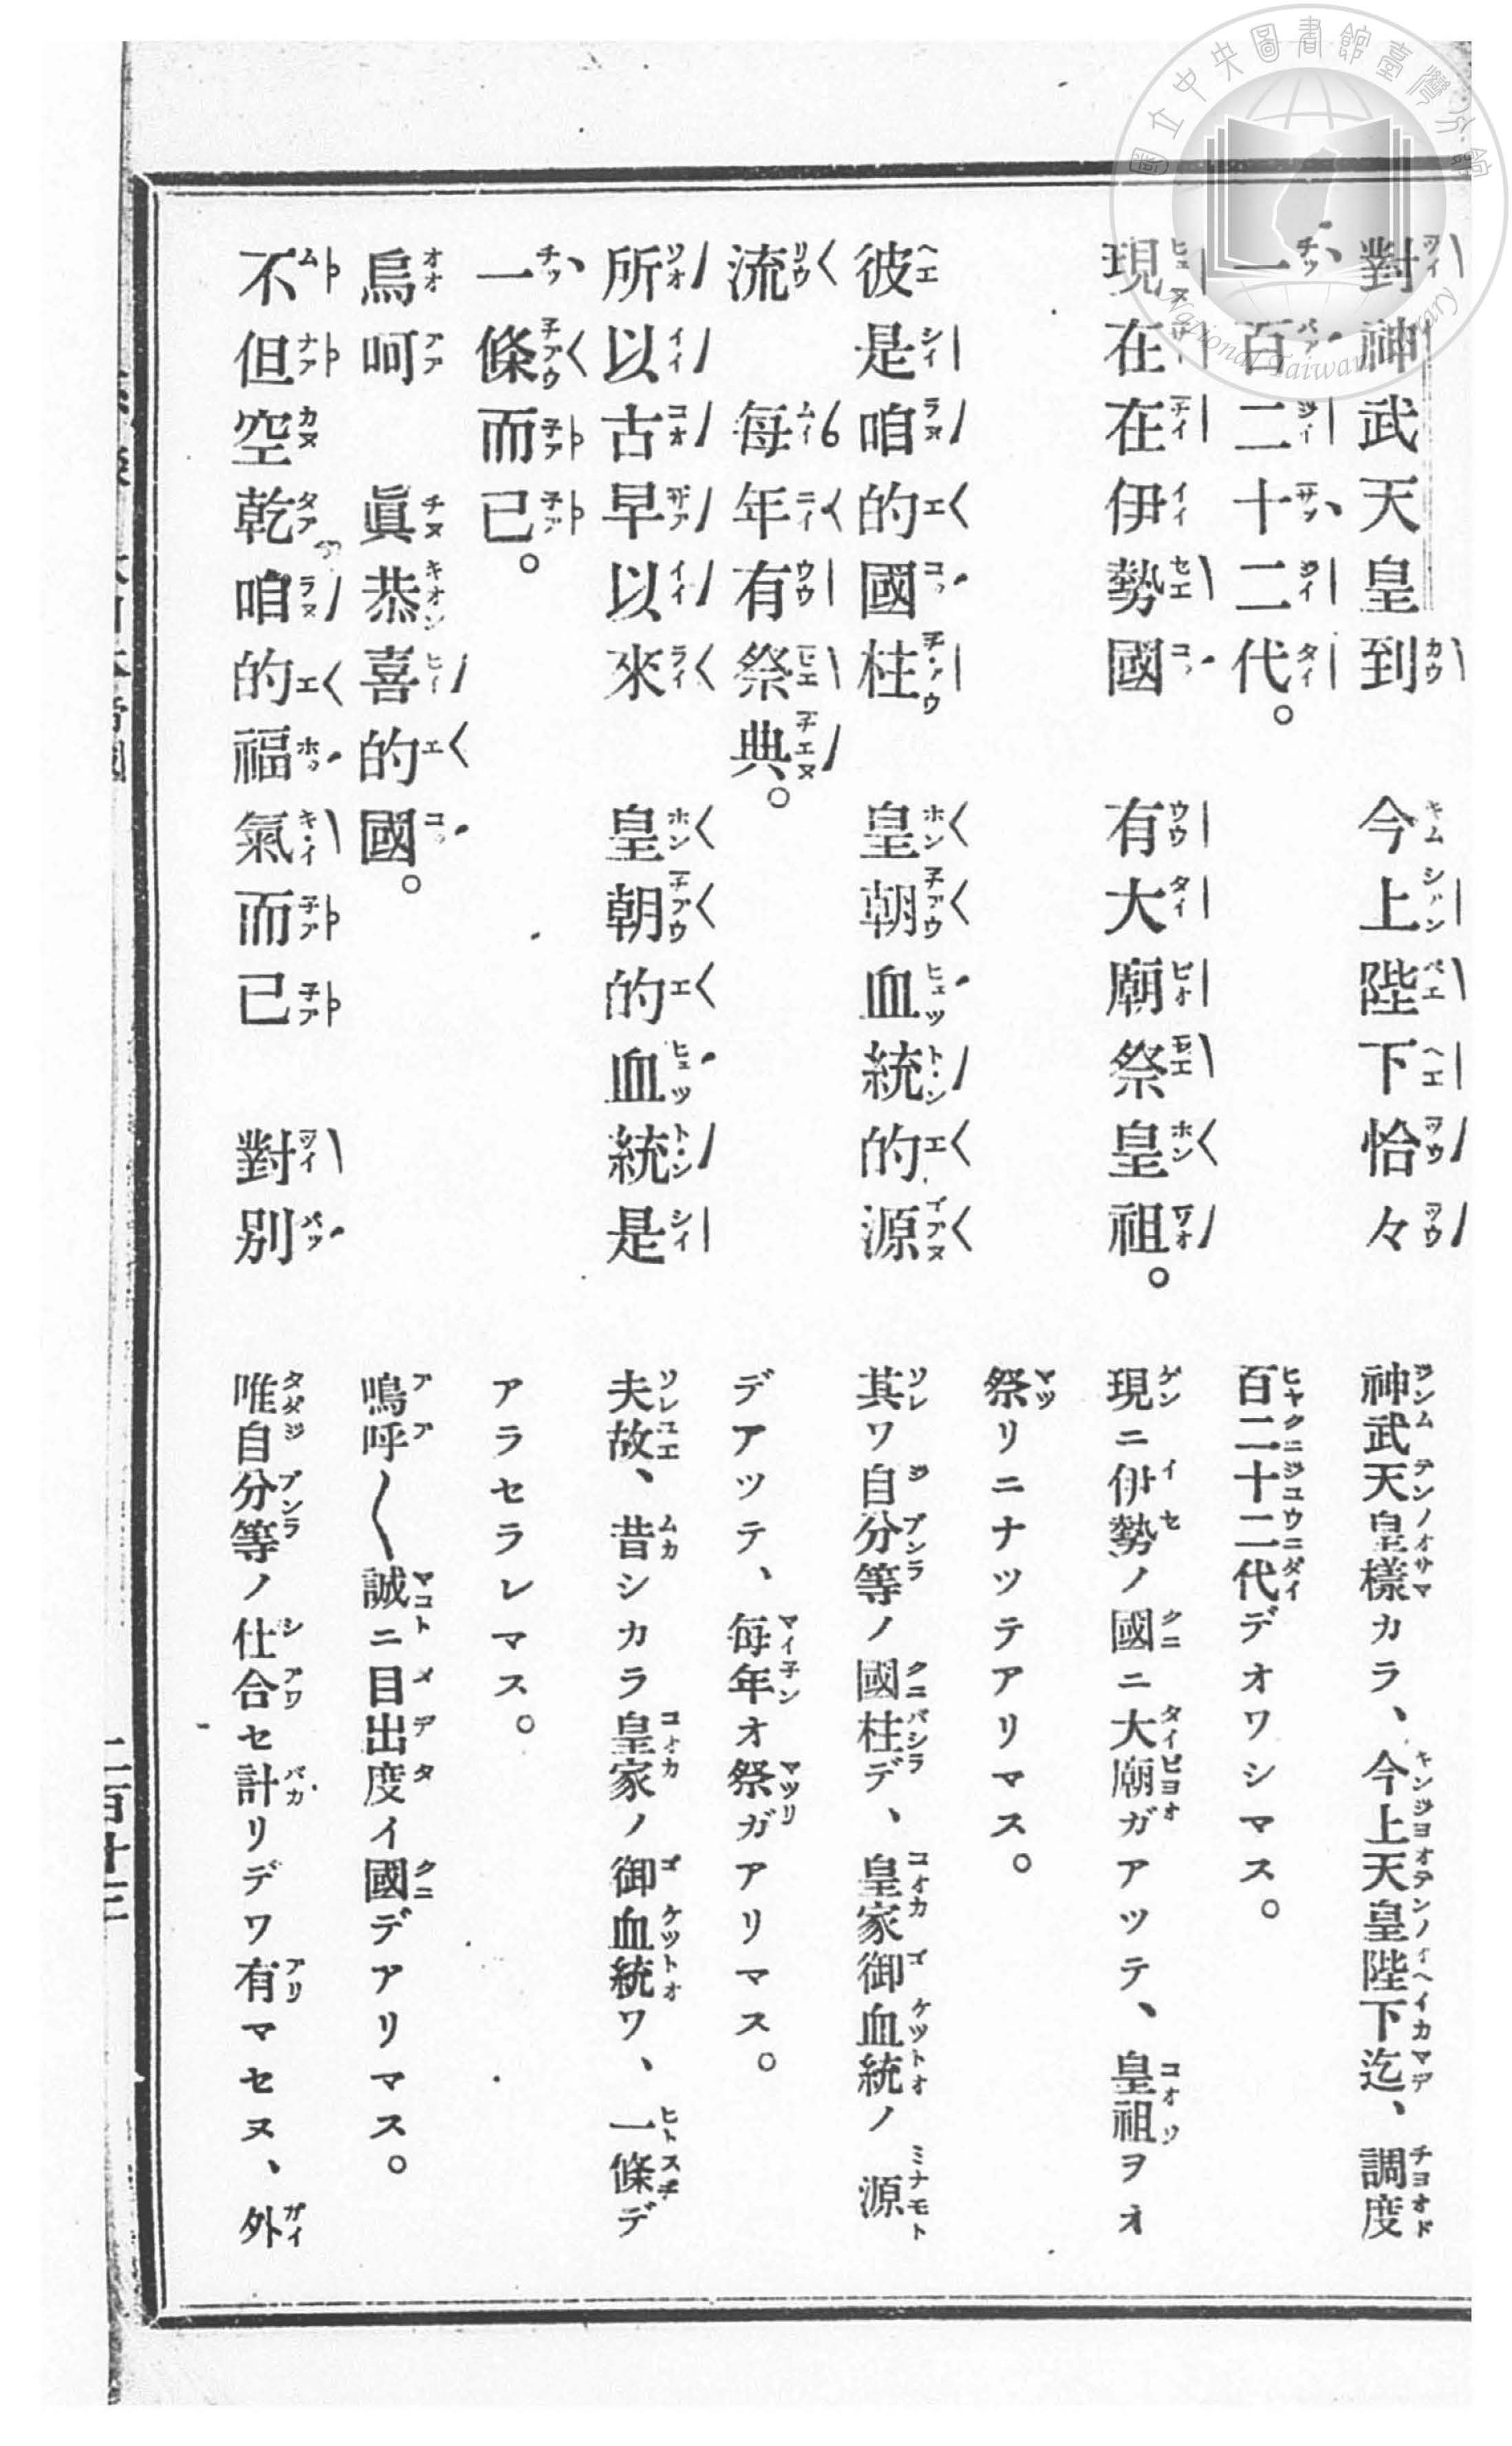 對神武天皇到　今上陛下恰々
一百二十二代。
現在在伊勢國　有大廟祭皇祖。
彼是咱的國柱　皇朝血統的源
流　每年有祭典。
所以古早以來　皇朝的血統是
一條而已。
烏呵　眞恭喜的國。
不但空乾咱的福氣而已　對別
神武天皇樣カラ、今上天皇陛下迄、調度
百二十二代デオワシマス。
現ニ伊勢ノ國ニ大廟ガアツテ、皇祖ヲオ
祭リニナツテアリマス。
其ワ自分等ノ國柱デ、皇家御血統ノ源
デアツテ、每年オ祭ガアリマス。
夫故、昔シカラ皇家ノ御血統ワ、一條デ
アラセラレマス。
嗚呼〱誠ニ目出度イ國デアリマス。
唯自分等ノ仕合セ計リデワ有マセヌ、外
二百廿三
國立中央圖書館臺灣分館
National Taiwan Library